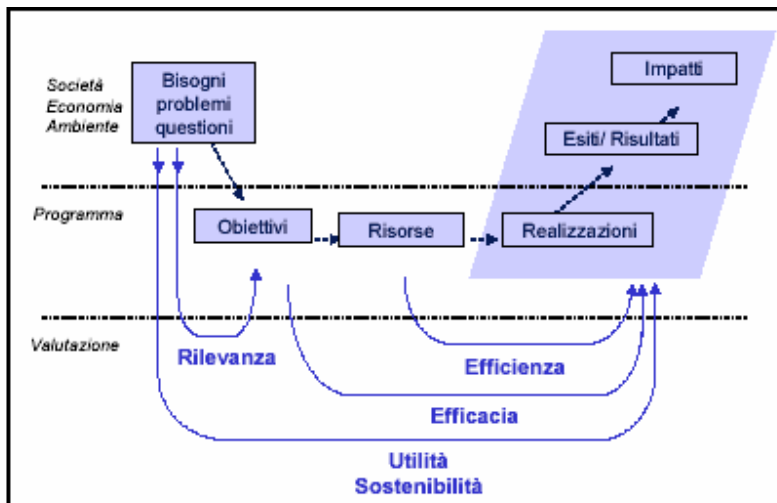 Società
Economia
Ambiente
Bisogni
problemi
questioni
Impatti
Esiti/ Risultati
Programma
Obiettivi
Risorse
Realizzazioni
Valutazione
Rilevanza
Efficienza
Efficacia
Utilità
Sostenibilità